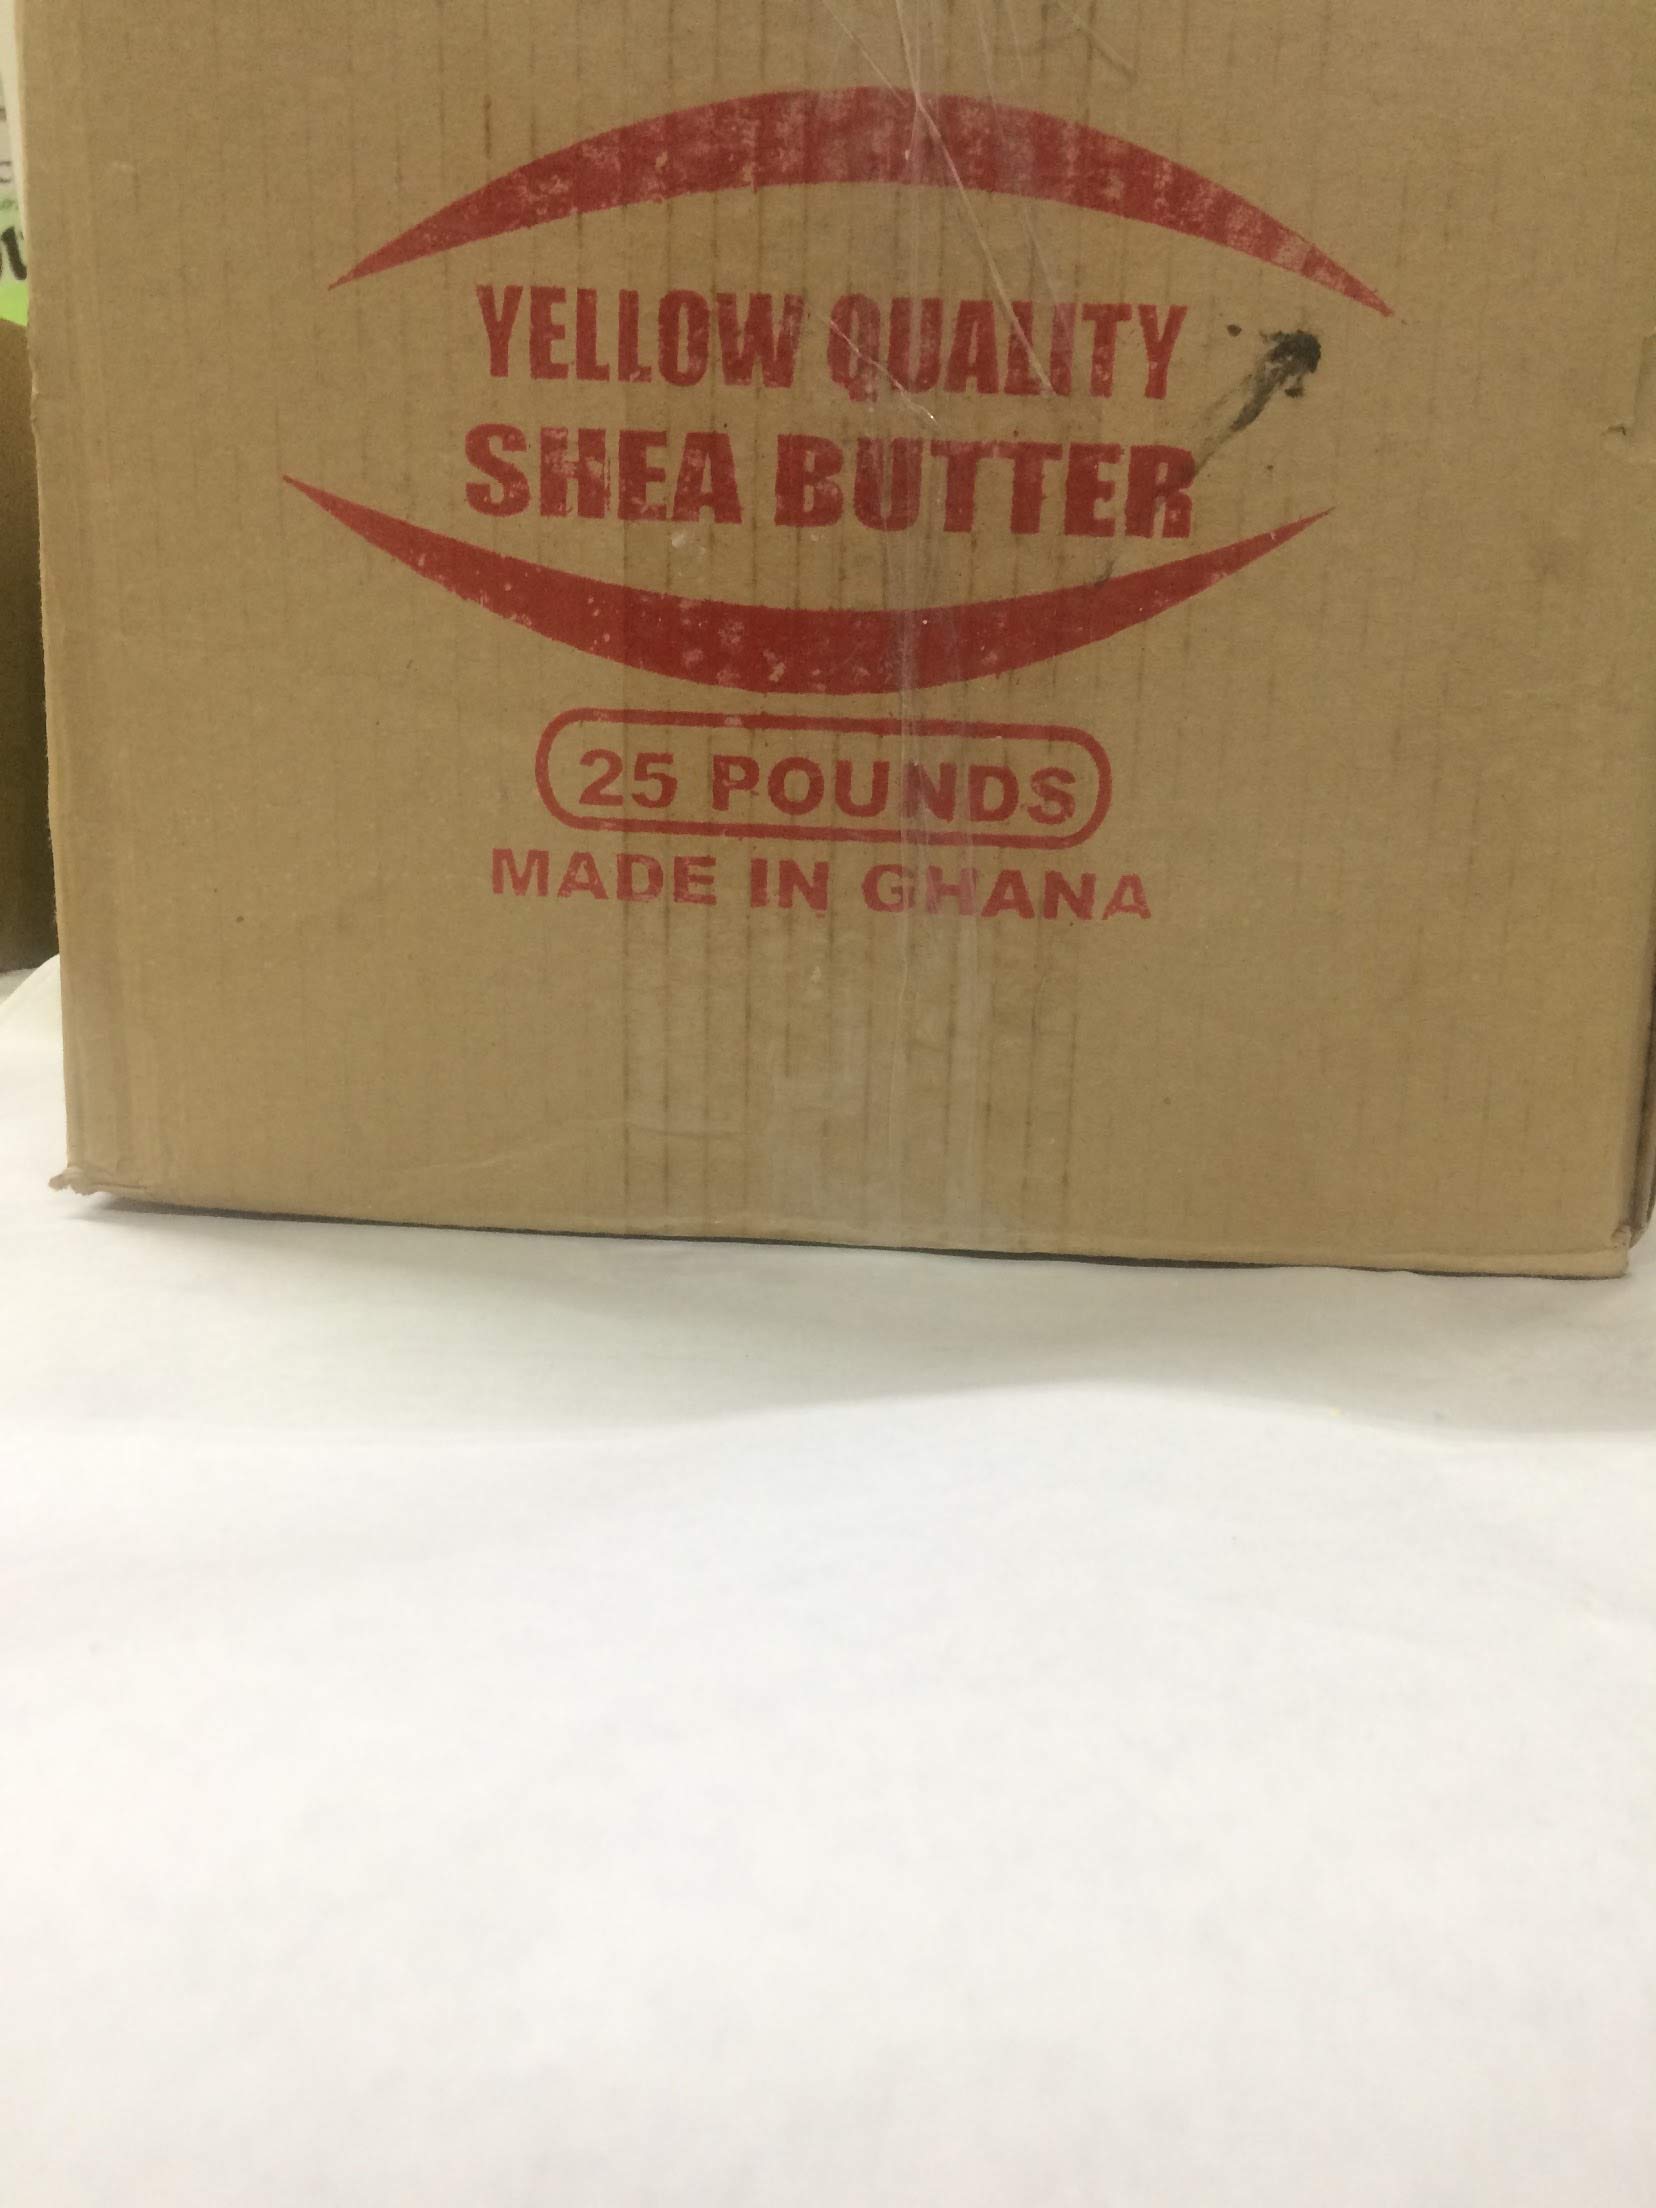 YELLOW QUALITY
SHEA BUTTER
25 POUNDS
MADE IN GHANA